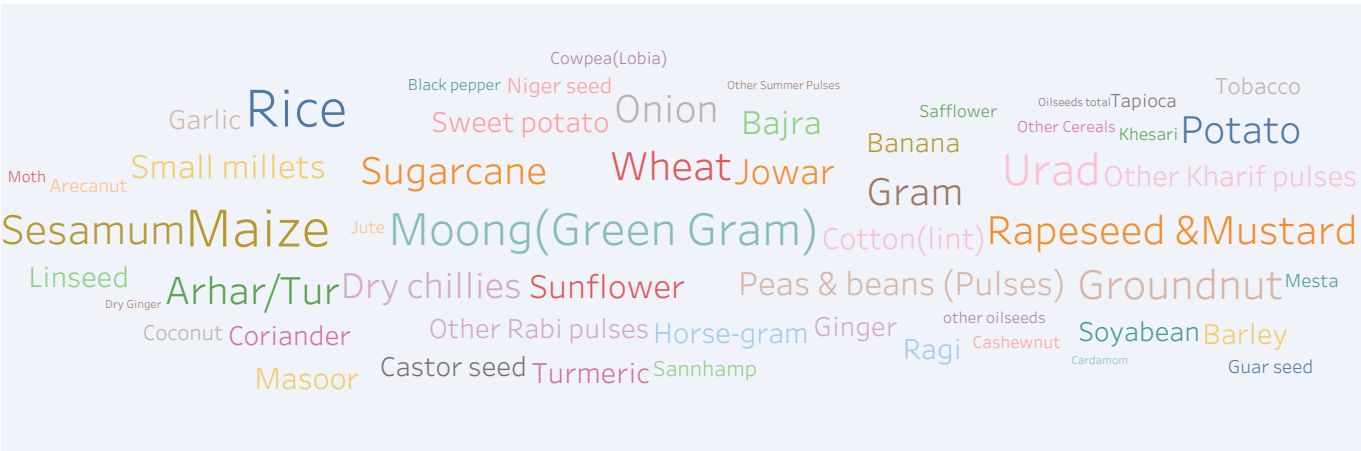 Cowpea(Lobia)
Black pepper Niger seed Other Summer Pulses Tobacco
Garlic Rice Sweet potato Onion Bajra Safflower Oilseeds total Tapioca
Banana Other Cereals Khesari Potato
Moth Arecanut Small millets Sugarcane Wheat Jowar Gram Urad Other Kharif pulses
Sesamum Maize Jute Moong(Green Gram) Cotton(lint) Rapeseed &Mustard
Linseed Dry Ginger Arhar/Tur Dry chillies Sunflower Peas & beans (Pulses) Groundnut Mesta
Coconut Coriander Other Rabi pulses Horse-gram Ginger other oilseeds Soyabean Barley
Ragi Cashewnut
Masoor Castor seed Turmeric Sannhamp Cardamom Guar seed